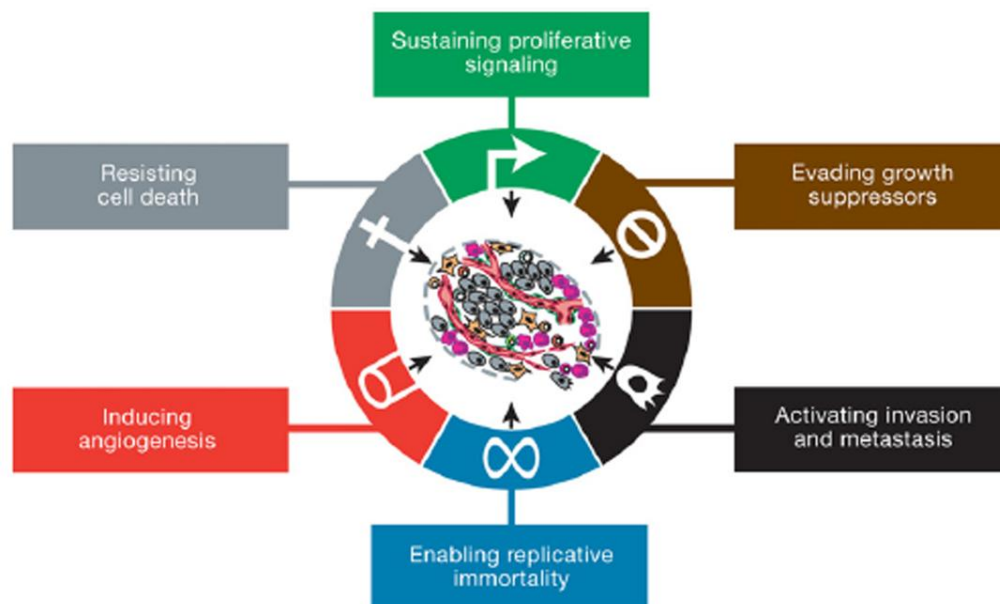 Sustaining proliferative
signaling
Resisting
cell death
Evading growth
suppressors
Inducing
angiogenesis
Activating invasion
and metastasis
Enabling replicative
immortality